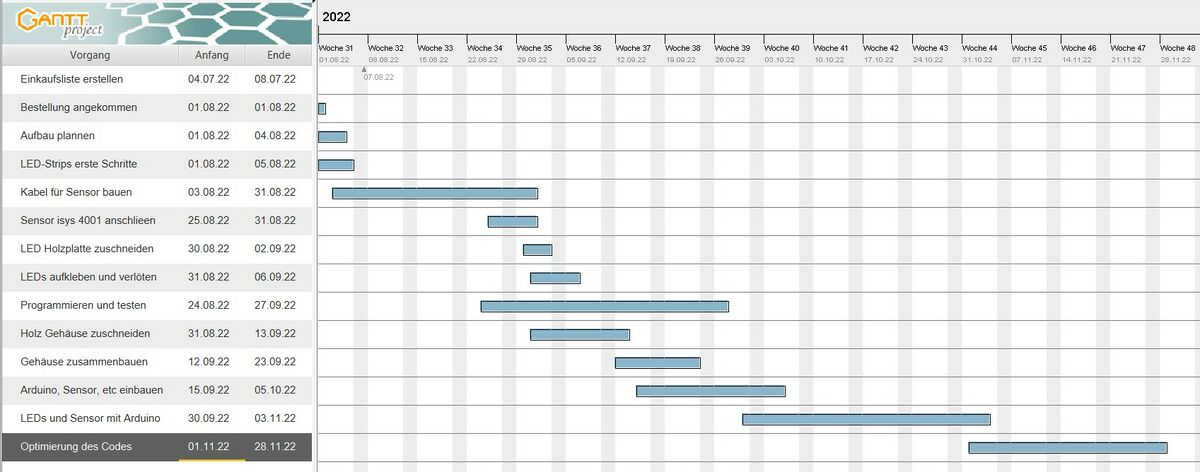 GANTT
project
2022
Woche 31 Woche 32 Woche 33 Woche 34 Woche 35 Woche 36 Woche 37 Woche 38 Woche 39 Woche 40 Woche 41 Woche 42 Woche 43 Woche 44 Woche 45 Woche 46 Woche 47 Woche 48
01.08.22 08.08.22 15.08.22 22.08.22 29.08.22 05.09.22 12.09.22 19.09.22 26.09.22 03.10.22 10.10.22 17.10.22 24.10.22 31.10.22 07.11.22 14.11.22 21.11.22 28.11.22
07.08.22
Vorgang Anfang Ende
Einkaufsliste erstellen 04.07.22 08.07.22
Bestellung angekommen 01.08.22 01.08.22
Aufbau plannen 01.08.22 04.08.22
LED-Strips erste Schritte 01.08.22 05.08.22
Kabel für Sensor bauen 03.08.22 31.08.22
Sensor isys 4001 anschlieen 25.08.22 31.08.22
LED Holzplatte zuschneiden 30.08.22 02.09.22
LEDs aufkleben und verlöten 31.08.22 06.09.22
Programmieren und testen 24.08.22 27.09.22
Holz Gehäuse zuschneiden 31.08.22 13.09.22
Gehäuse zusammenbauen 12.09.22 23.09.22
Arduino, Sensor, etc einbauen 15.09.22 05.10.22
LEDs und Sensor mit Arduino 30.09.22 03.11.22
Optimierung des Codes 01.11.22 28.11.22